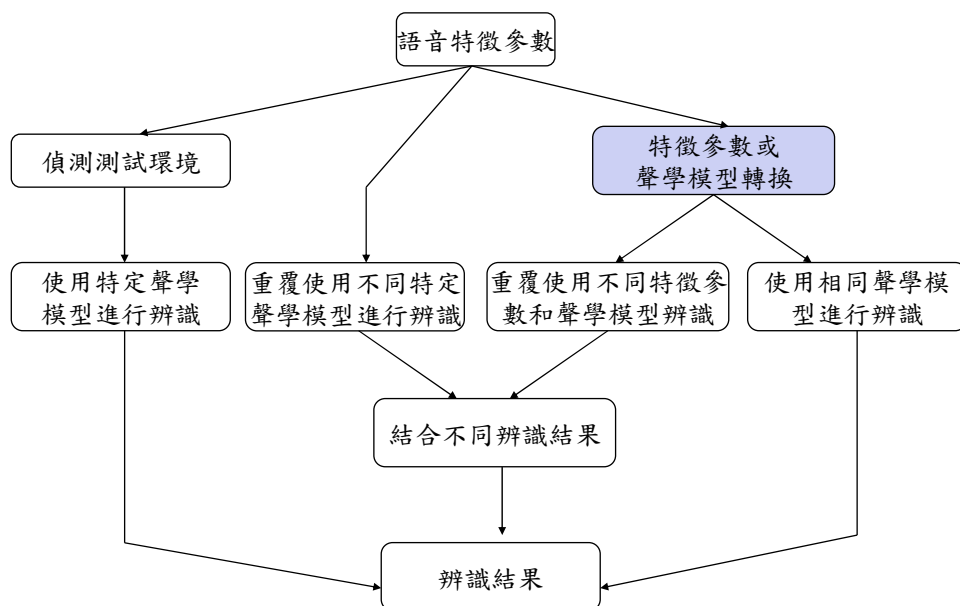 語音特徵參數
偵測測試環境
特徵參數或
聲學模型轉換
使用特定聲學
模型進行辨識
重覆使用不同特定
聲學模型進行辨識
重覆使用不同特徵參
數和聲學模型辨識
使用相同聲學模
型進行辨識
結合不同辨識結果
辨識結果